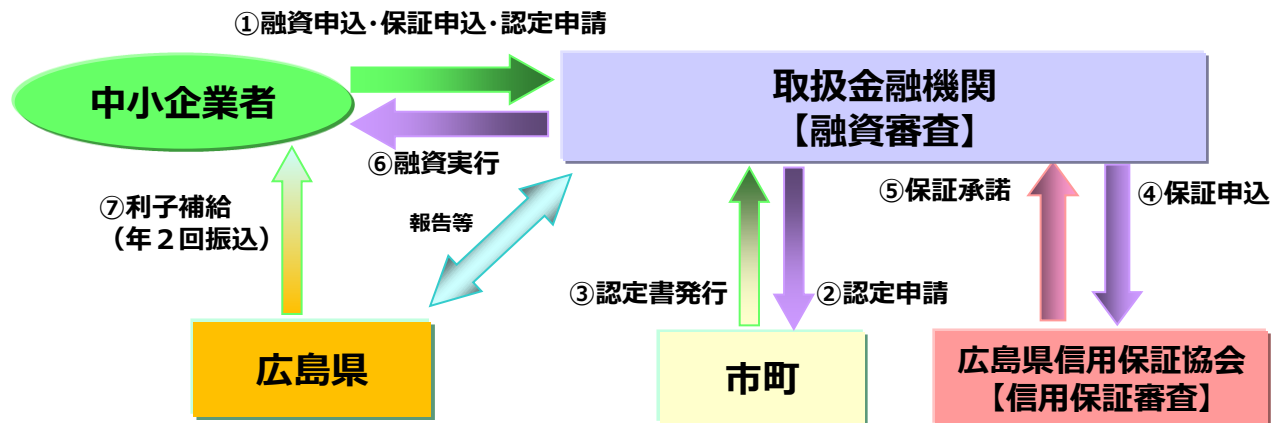 ①融資申込・保証申込・認定申請
中小企業者
取扱金融機関
【融資審査】
⑥融資実行
⑦利子補給
（年２回振込）
報告等
⑤保証承諾
④保証申込
③認定書発行
②認定申請
広島県
市町
広島県信用保証協会
【信用保証審査】